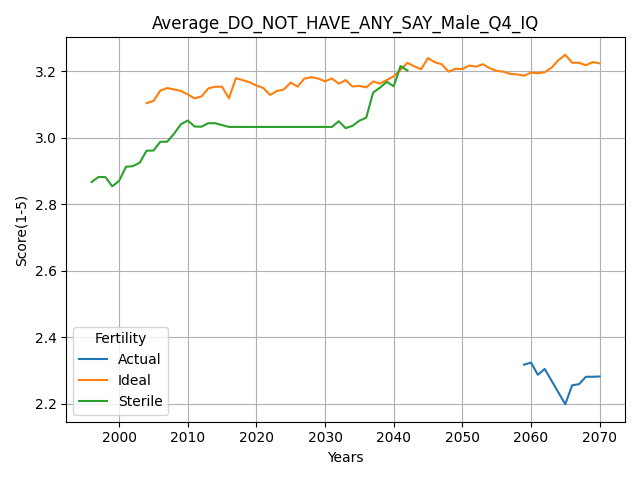 Average_DO_NOT_HAVE_ANY_SAY_Male_Q4_IQ
Score(1-5)
3.2
3.0
2.8
2.6
2.4
2.2
Fertility
Actual
Ideal
Sterile
2000 2010 2020 2030 2040 2050 2060 2070
Years